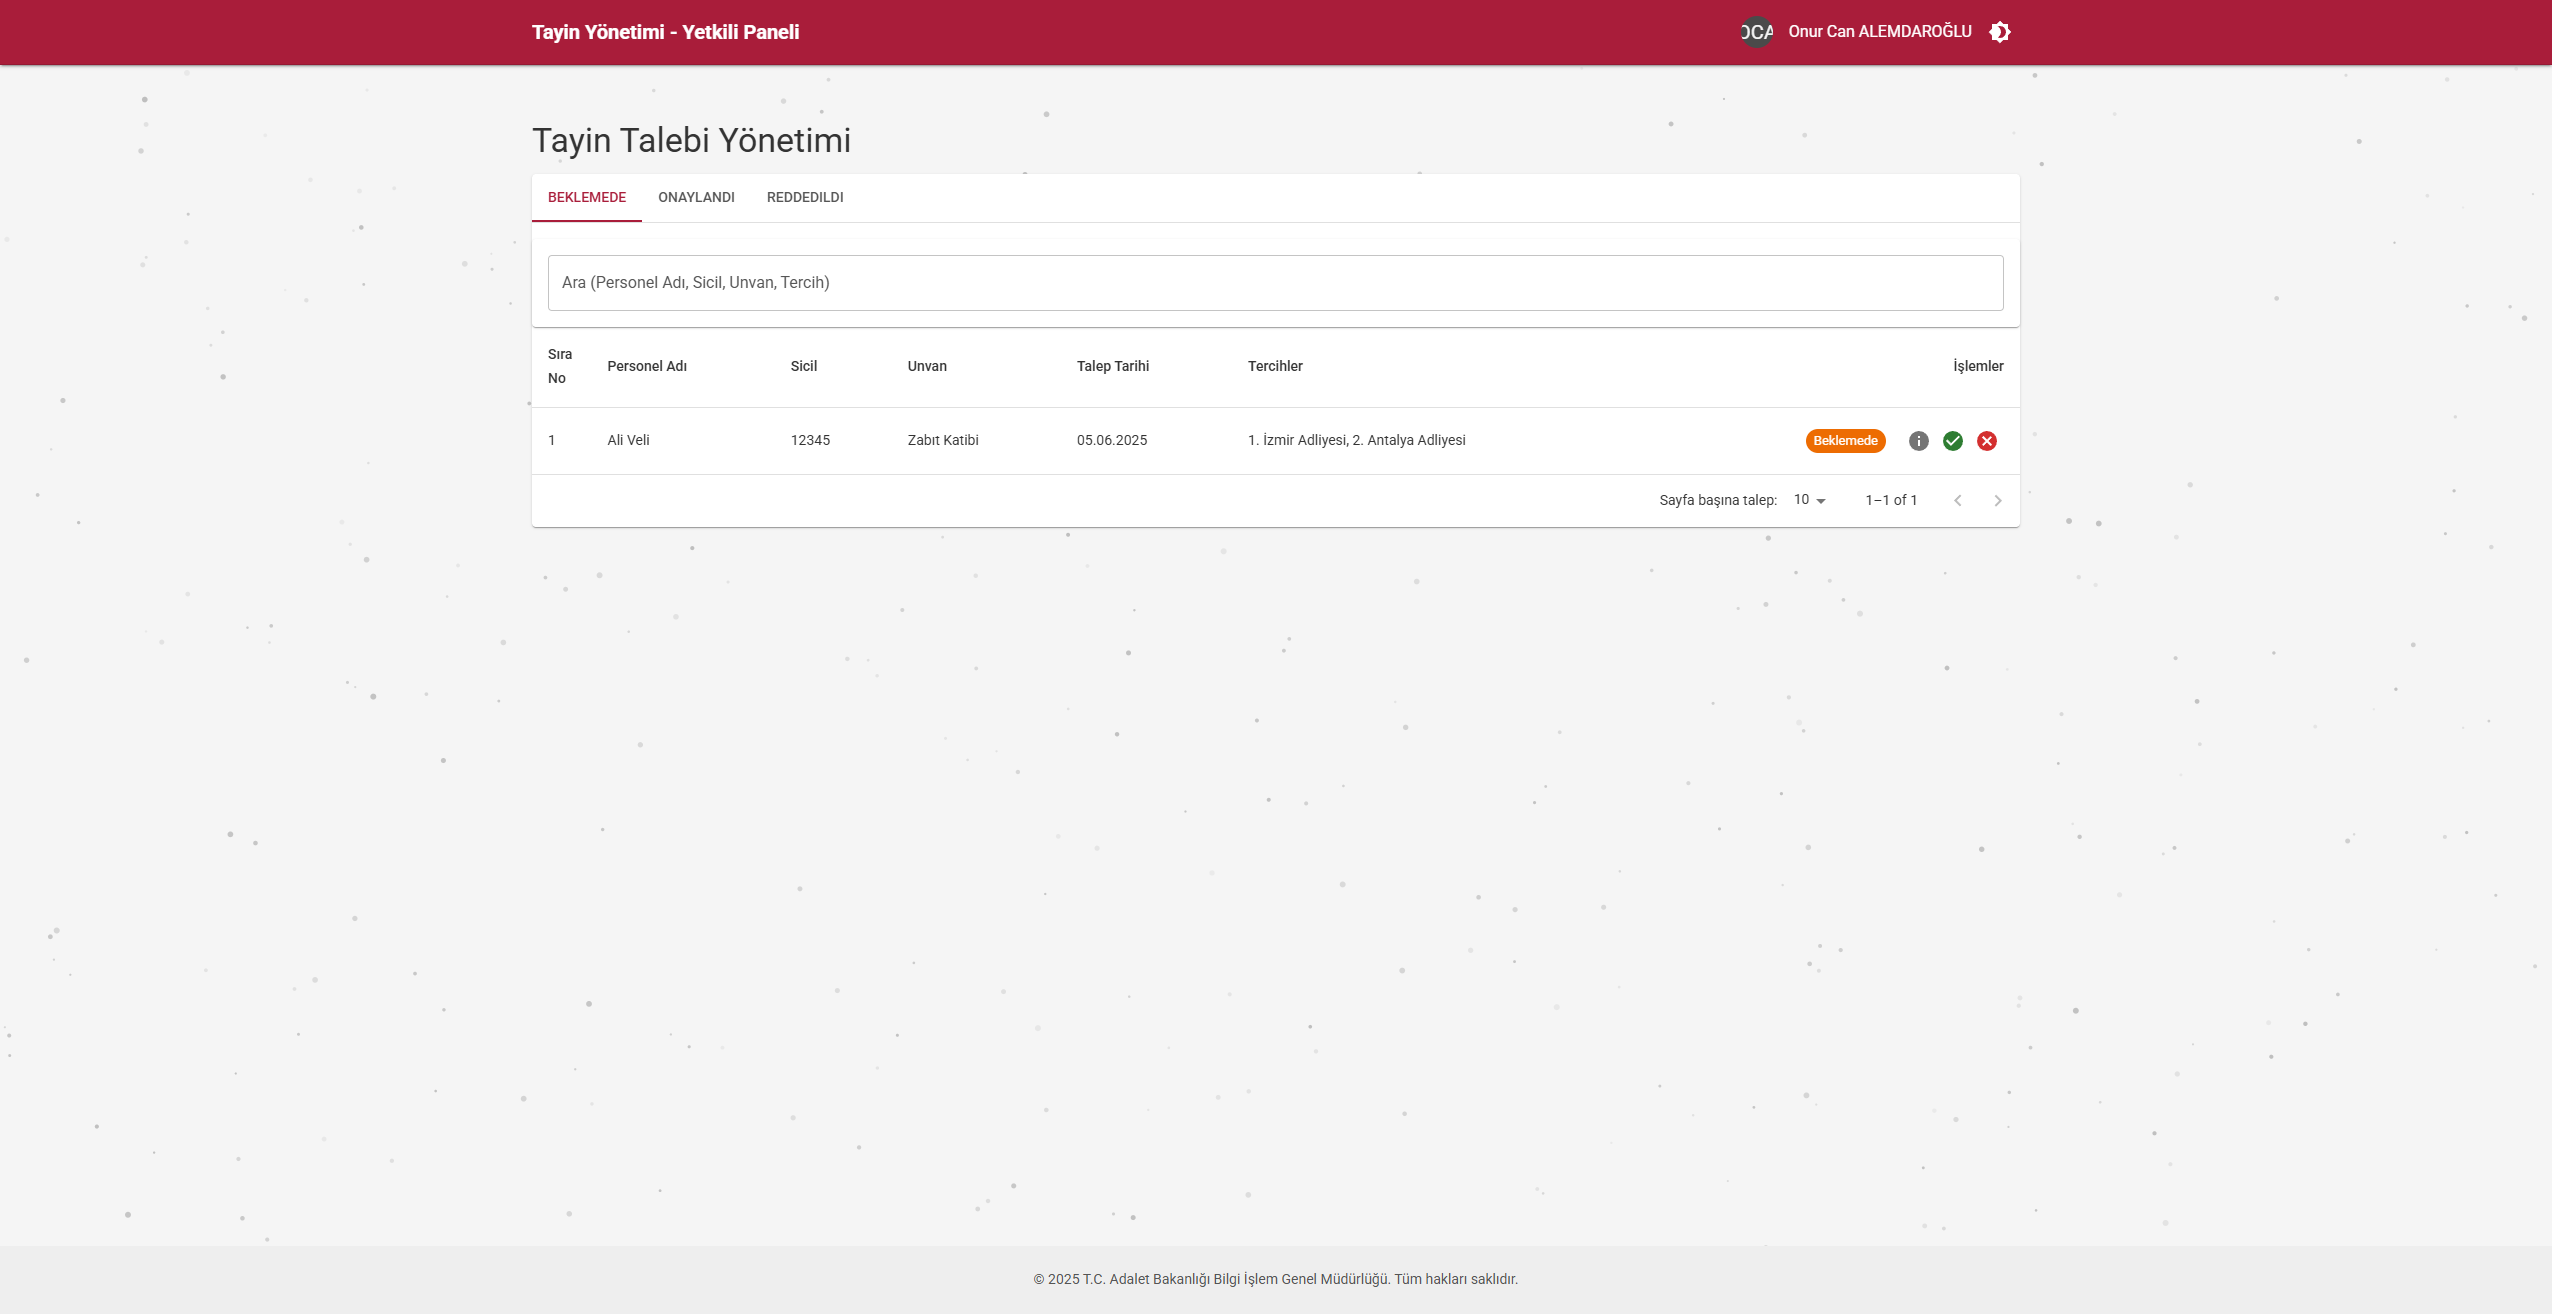 Tayin Yönetimi - Yetkili Paneli
OCA Onur Can ALEMDAROĞLU
Tayin Talebi Yönetimi
BEKLEMEDE ONAYLANDI REDDEDILDI
Ara (Personel Adı, Sicil, Unvan, Tercih)
Sıra No Personel Adı Sicil Unvan Talep Tarihi Tercihler İşlemler
1 Ali Veli 12345 Zabıt Katibi 05.06.2025 1. İzmir Adliyesi, 2. Antalya Adliyesi Beklemede
Sayfa başına talep: 10 1–1 of 1
© 2025 T.C. Adalet Bakanlığı Bilgi İşlem Genel Müdürlüğü. Tüm hakları saklıdır.